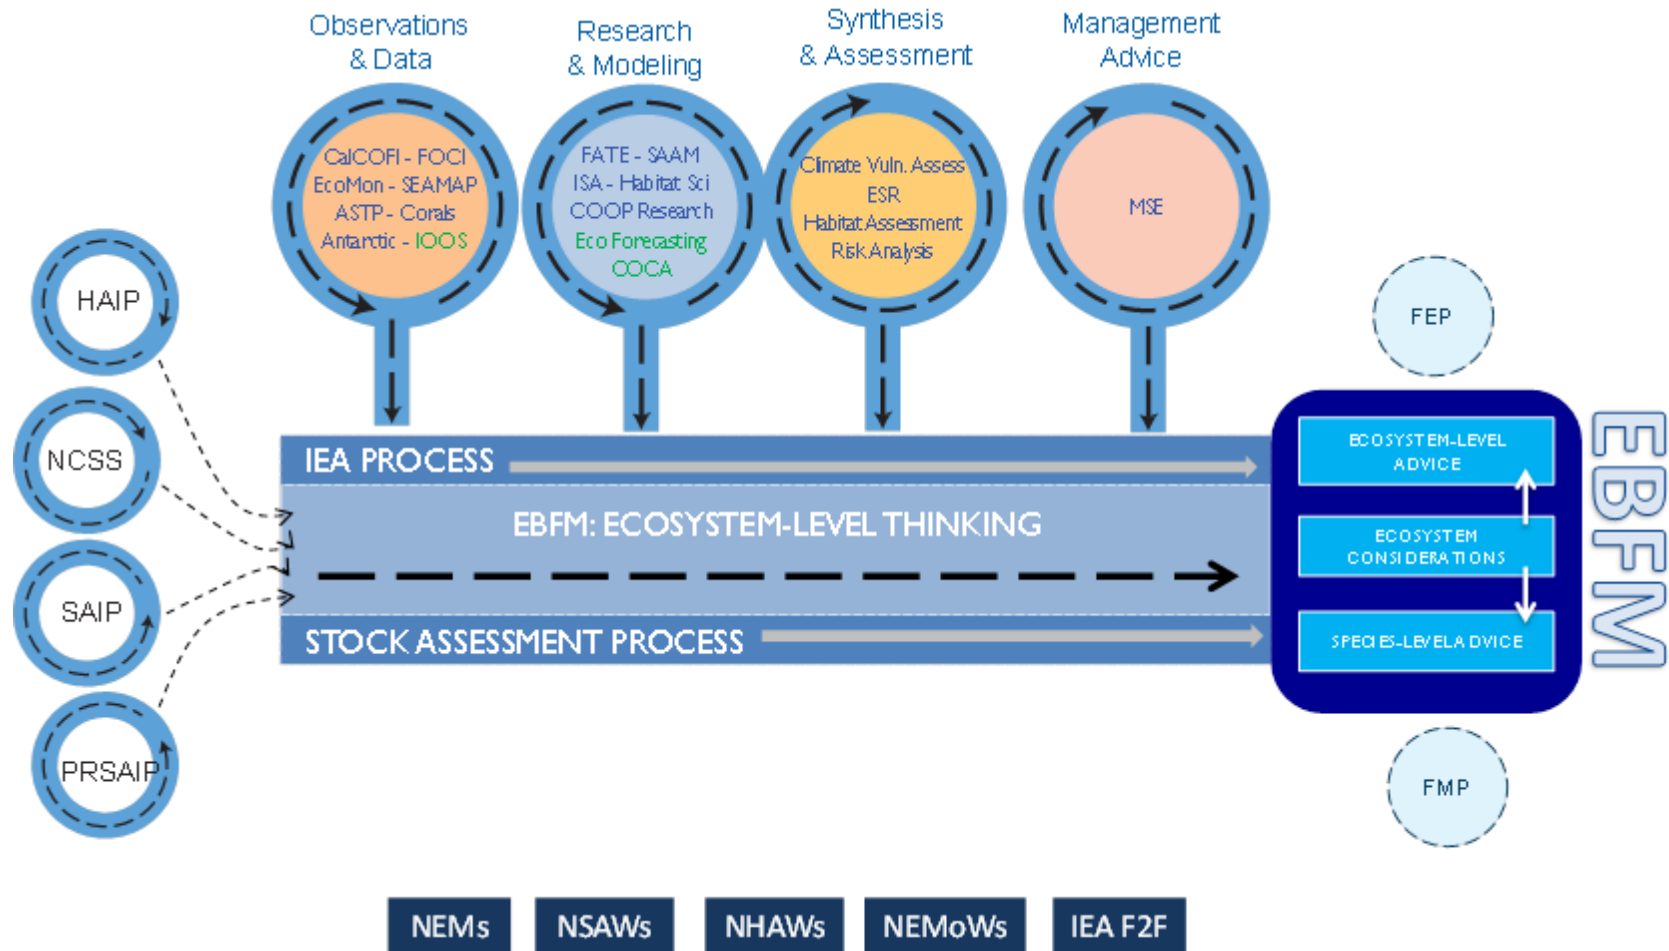 Observations
& Data
Research
& Modeling
Synthesis
& Assessment
Management
Advice
CalCOFI - FOCI
EcoMon - SEAMAP
ASTP - Corals
Antarctic - IOOS
FATE - SAAM
ISA - Habitat Sci
COOP Research
Eco Forecasting
COCA
Climate Vuln. Assess
ESR
Habitat Assessment
Risk Analysis
MSE
HAIP
NCSS
SAIP
PRSAIP
IEA PROCESS
EBFM: ECOSYSTEM-LEVEL THINKING
STOCK ASSESSMENT PROCESS
FEP
ECOSYSTEM-LEVEL
ADVICE
ECOSYSTEM
CONSIDERATIONS
SPECIES-LEVEL ADVICE
EBFM
FMP
NEMs
NSAWs
NHAWs
NEMoWs
IEA F2F